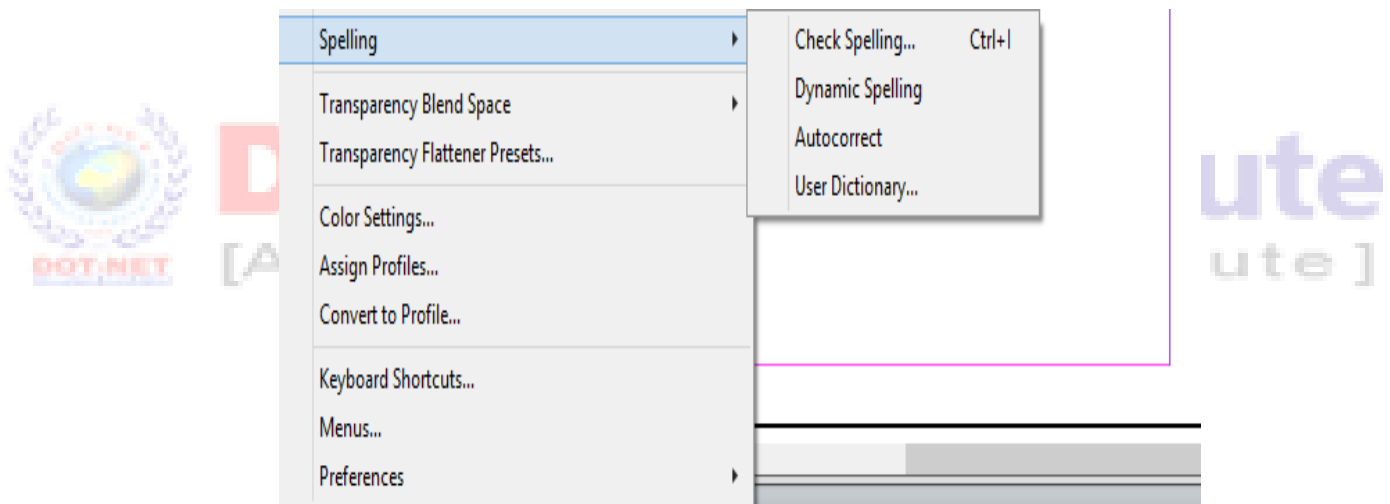 Spelling
Check Spelling... Ctrl+I
Dynamic Spelling
Autocorrect
User Dictionary...
Transparency Blend Space
Transparency Flattener Presets...
Color Settings...
Assign Profiles...
Convert to Profile...
Keyboard Shortcuts...
Menus...
Preferences
DOT-NET
D ute
[A ute]